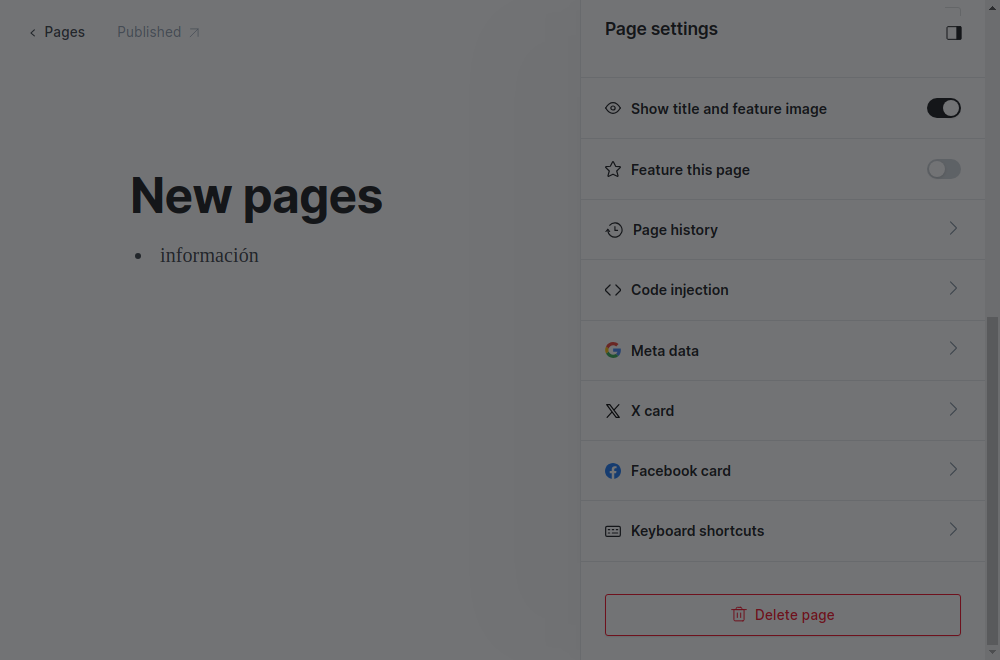 Pages
Published
Page settings
Show title and feature image
Feature this page
New pages
información
Page history
Code injection
Meta data
X card
Facebook card
Keyboard shortcuts
Delete page